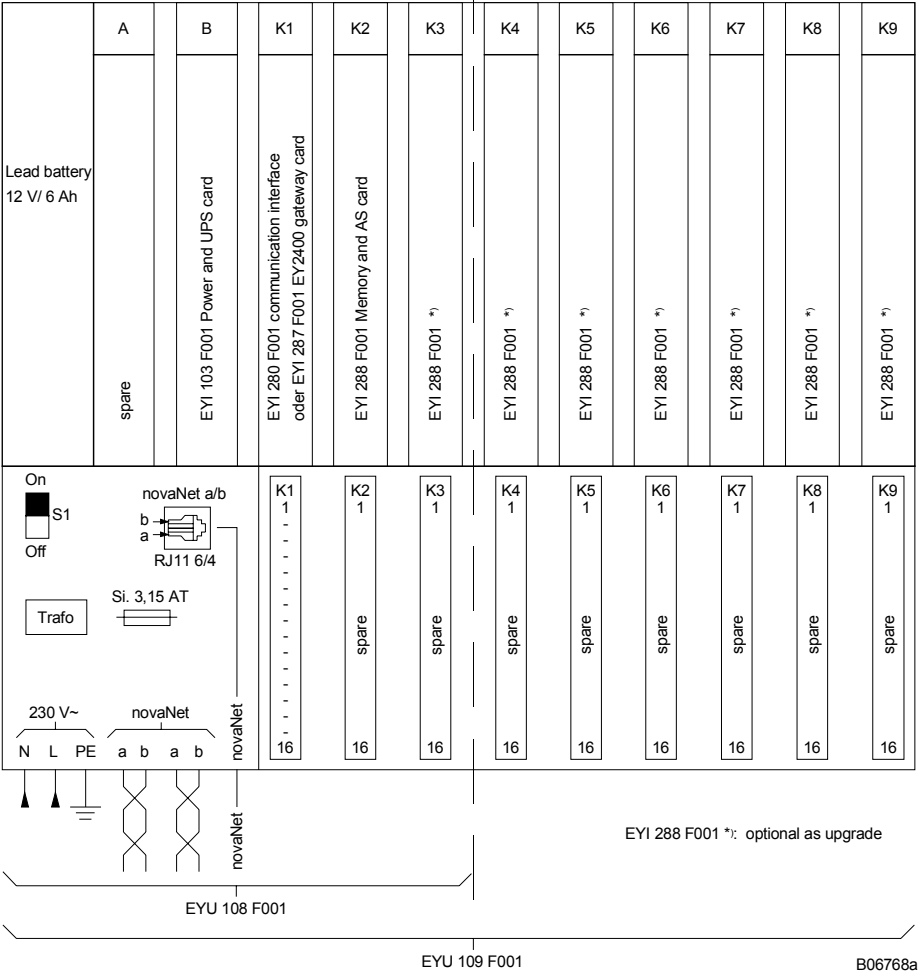 A B K1 K2 K3 K4 K5 K6 K7 K8 K9
Lead battery
12 V/ 6 Ah
spare
EYI 103 F001 Power and UPS card
EYI 280 F001 communication interface
oder EYI 287 F001 EY2400 gateway card
EYI 288 F001 Memory and AS card
EYI 288 F001 *)
EYI 288 F001 *)
EYI 288 F001 *)
EYI 288 F001 *)
EYI 288 F001 *)
EYI 288 F001 *)
EYI 288 F001 *)
On
S1
Off
novaNet a/b
b
a
RJ11 6/4
Trafo
Si. 3,15 AT
230 V~
N L PE
novaNet
a b a b
novaNet
novaNet
K1 K2 K3 K4 K5 K6 K7 K8 K9
1 1 1 1 1 1 1 1 1
- - - - - - - - - - - - - -
spare spare spare spare spare spare spare spare
16 16 16 16 16 16 16 16 16
EYI 288 F001 *): optional as upgrade
EYU 108 F001
EYU 109 F001
B06768a